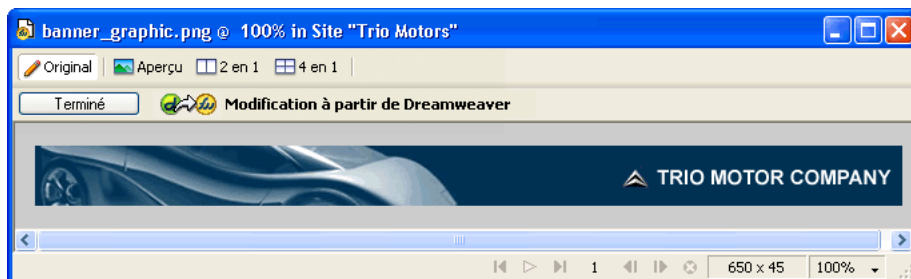 banner_graphic.png @ 100% in Site "Trio Motors"
Original Aperçu 2 en 1 4 en 1
Terminé Modification à partir de Dreamweaver
TRIO MOTOR COMPANY
1 650 x 45 100%